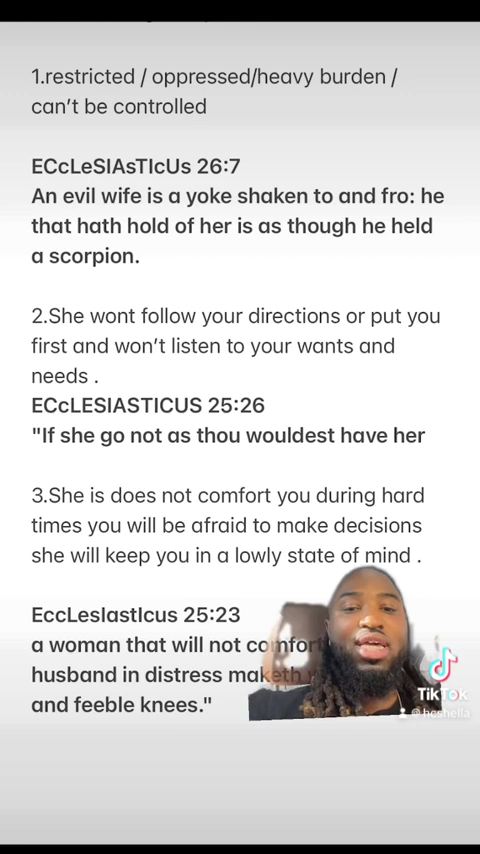 1.restricted / oppressed/heavy burden /
can't be controlled
ECcLeSIAsTIcUs 26:7
An evil wife is a yoke shaken to and fro: he
that hath hold of her is as though he held
a scorpion.
2.She wont follow your directions or put you
first and won't listen to your wants and
needs .
ECcLESIASTICUS 25:26
"If she go not as thou wouldest have her
3.She is does not comfort you during hard
times you will be afraid to make decisions
she will keep you in a lowly state of mind .
EccLesIastIcus 25:23
a woman that will not comfort
husband in distress maketh
and feeble knees."
TikTok
@hcshella